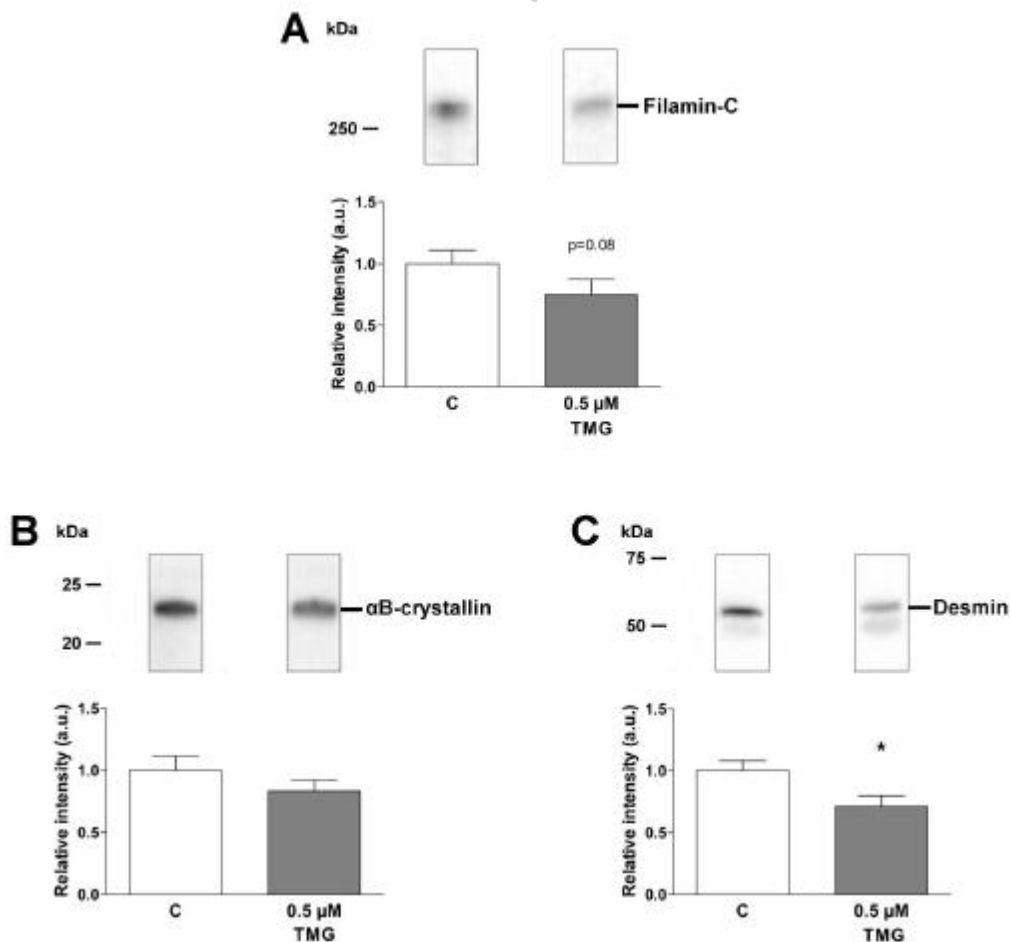 A kDa
Filamin-C
250
Relative intensity (a.u.)
1.5
1.0
0.5
0.0
p=0.08
C 0.5 µM
TMG
B kDa
25
20
αB-crystallin
Relative intensity (a.u.)
1.5
1.0
0.5
0.0
C 0.5 µM
TMG
C kDa
75
50
Desmin
Relative intensity (a.u.)
1.5
1.0
0.5
0.0
*
C 0.5 µM
TMG